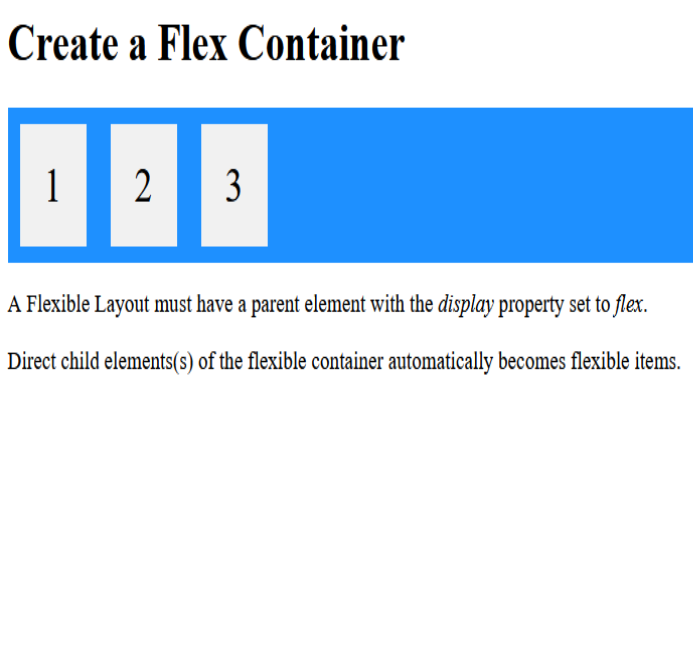 Create a Flex Container
1 2 3
A Flexible Layout must have a parent element with the display property set to flex.
Direct child elements(s) of the flexible container automatically becomes flexible items.